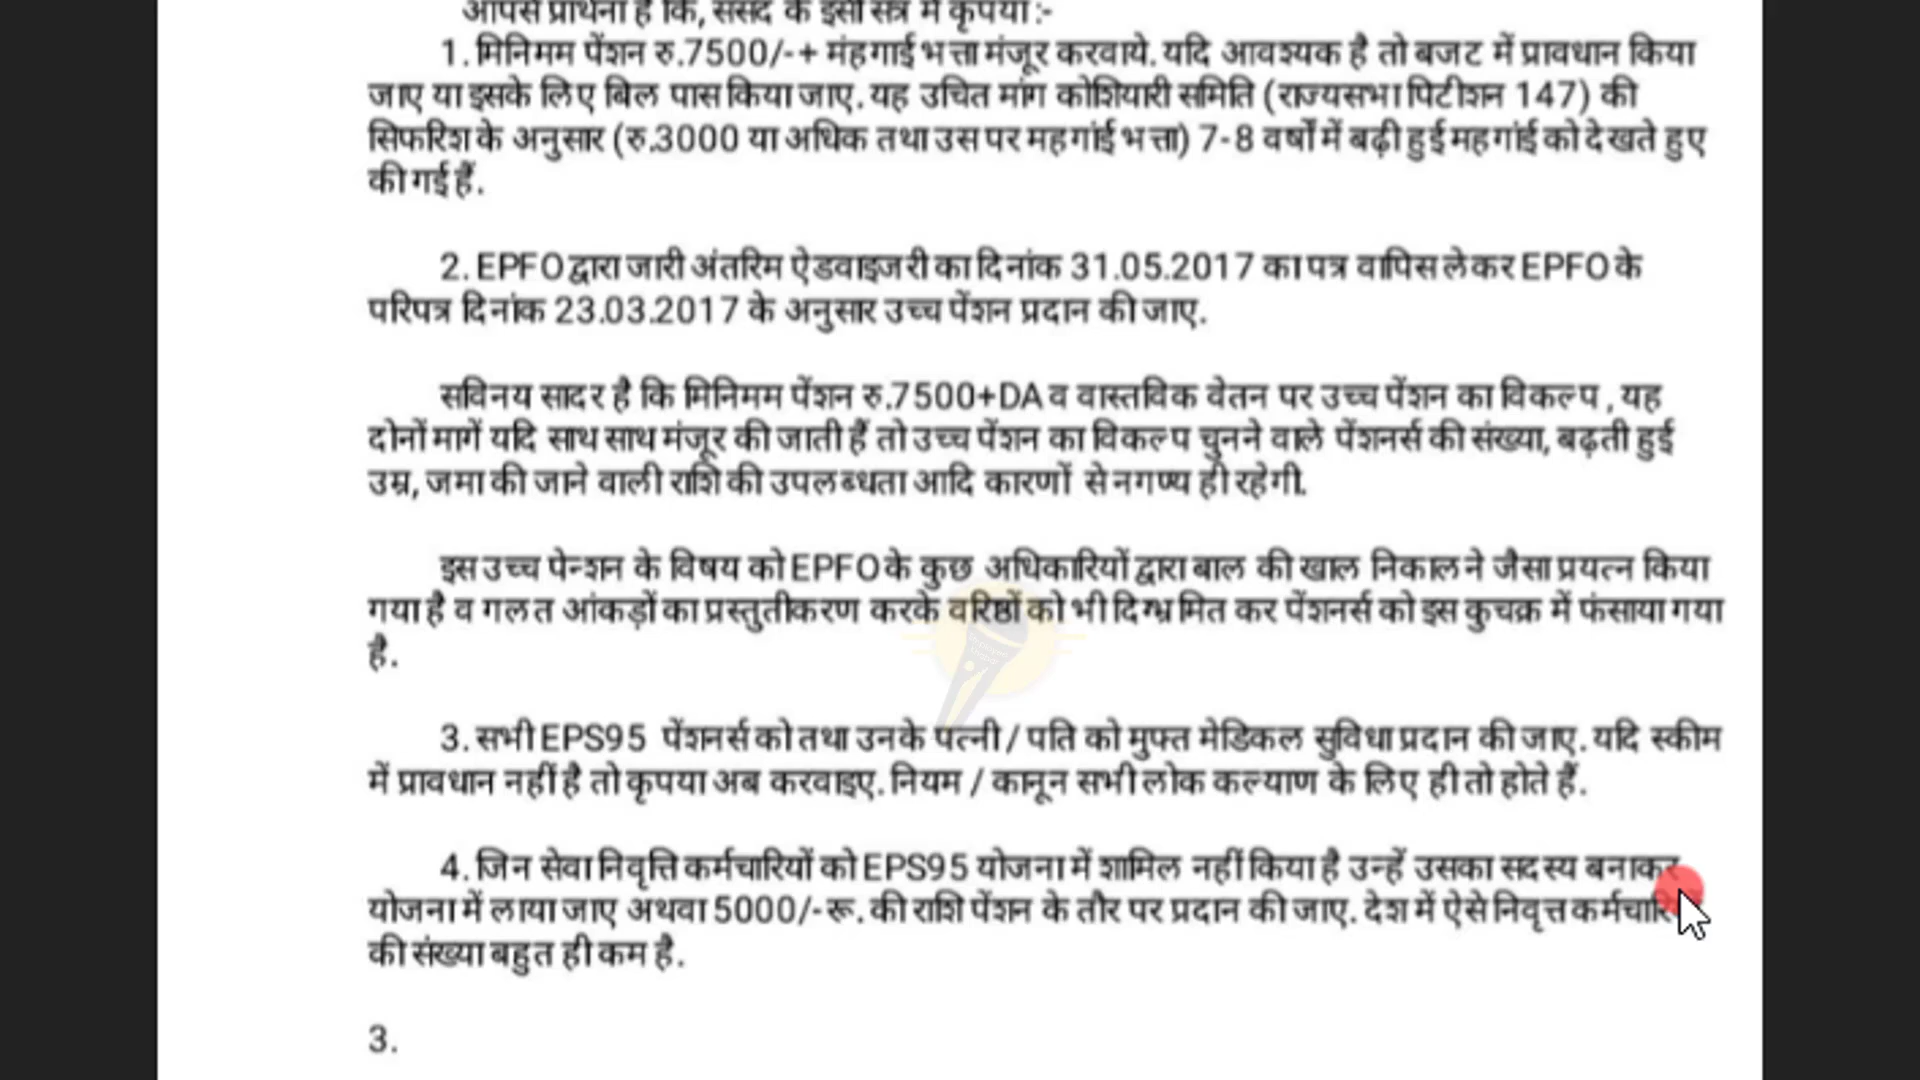 आपसे प्रार्थना है कि, संसद के इसी सत्र में कृपया :-
1. मिनिमम पेंशन रु.7500/-+ मंहगाई भत्ता मंजूर करवाये. यदि आवश्यक है तो बजट में प्रावधान किया
जाए या इसके लिए बिल पास किया जाए. यह उचित मांग कोशियारी समिति (राज्यसभा पिटीशन 147) की
सिफरिश के अनुसार (रु.3000 या अधिक तथा उस पर महगांई भत्ता) 7-8 वर्षों में बढ़ी हुई महगांई को देखते हुए
की गई हैं.
2. EPFO द्वारा जारी अंतरिम ऐडवाइजरी का दिनांक 31.05.2017 का पत्र वापिस लेकर EPFO के
परिपत्र दिनांक 23.03.2017 के अनुसार उच्च पेंशन प्रदान की जाए.
सविनय सादर है कि मिनिमम पेंशन रु.7500+DA व वास्तविक वेतन पर उच्च पेंशन का विकल्प , यह
दोनों मागें यदि साथ साथ मंजूर की जाती हैं तो उच्च पेंशन का विकल्प चुनने वाले पेंशनर्स की संख्या, बढ़ती हुई
उम्र, जमा की जाने वाली राशि की उपलब्धता आदि कारणों से नगण्य ही रहेगी.
इस उच्च पेन्शन के विषय को EPFO के कुछ अधिकारियों द्वारा बाल की खाल निकालने जैसा प्रयत्न किया
गया है व गलत आंकड़ों का प्रस्तुतीकरण करके वरिष्ठों को भी दिग्भ्रमित कर पेंशनर्स को इस कुचक्र में फंसाया गया
है.
3. सभी EPS95 पेंशनर्स को तथा उनके पत्नी / पति को मुफ्त मेडिकल सुविधा प्रदान की जाए. यदि स्कीम
में प्रावधान नहीं है तो कृपया अब करवाइए. नियम / कानून सभी लोक कल्याण के लिए ही तो होते हैं.
4. जिन सेवा निवृत्ति कर्मचारियों को EPS95 योजना में शामिल नहीं किया है उन्हें उसका सदस्य बनाकर
योजना में लाया जाए अथवा 5000/-रू. की राशि पेंशन के तौर पर प्रदान की जाए. देश में ऐसे निवृत्त
की संख्या बहुत ही कम है.
3.